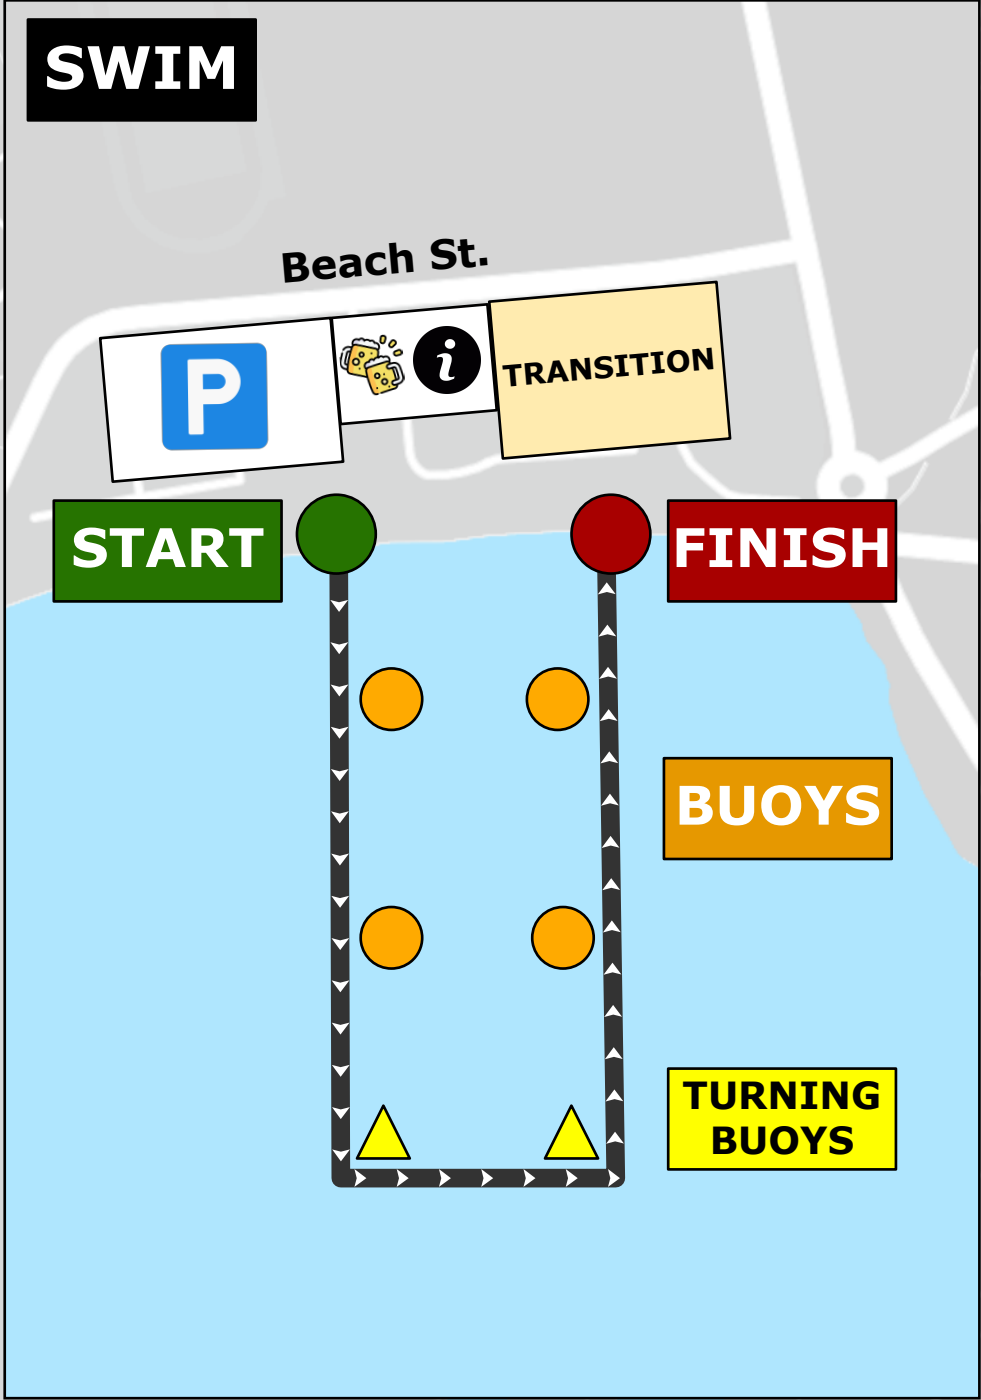 SWIM
Beach St.
P
i
TRANSITION
START
FINISH
BUOYS
TURNING
BUOYS